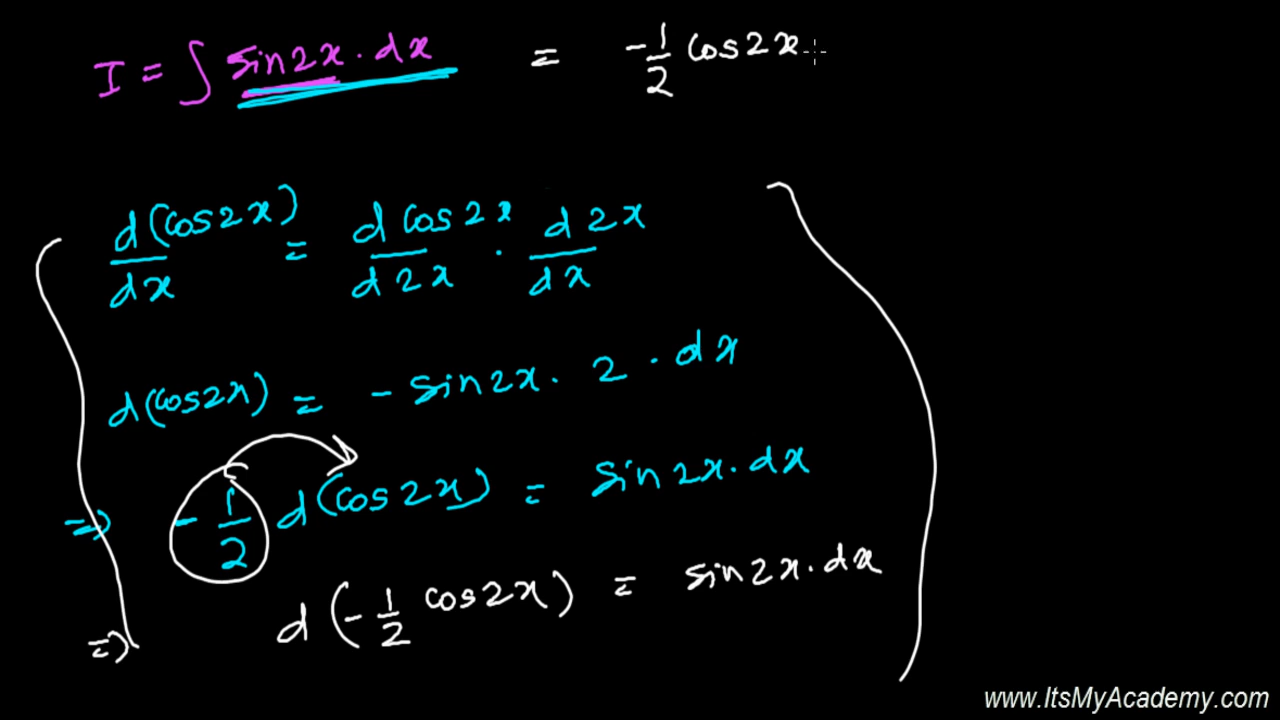 I = ∫ sin2x · dx = -1/2 cos2x
d(cos2x)/dx = d cos2x/d2x · d2x/dx
d(cos2x) = - sin2x · 2 · dx
=> -1/2 d(cos2x) = sin2x · dx
=> d(-1/2 cos2x) = sin2x · dx
www.ItsMyAcademy.com